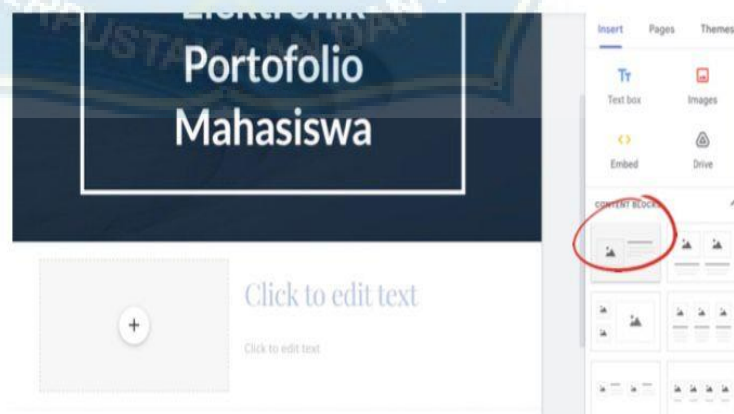 Elektronik
Portofolio
Mahasiswa
Click to edit text
Click to edit text
Insert Pages Themes
Text box Images
Embed Drive
CONTENT BLOCKS